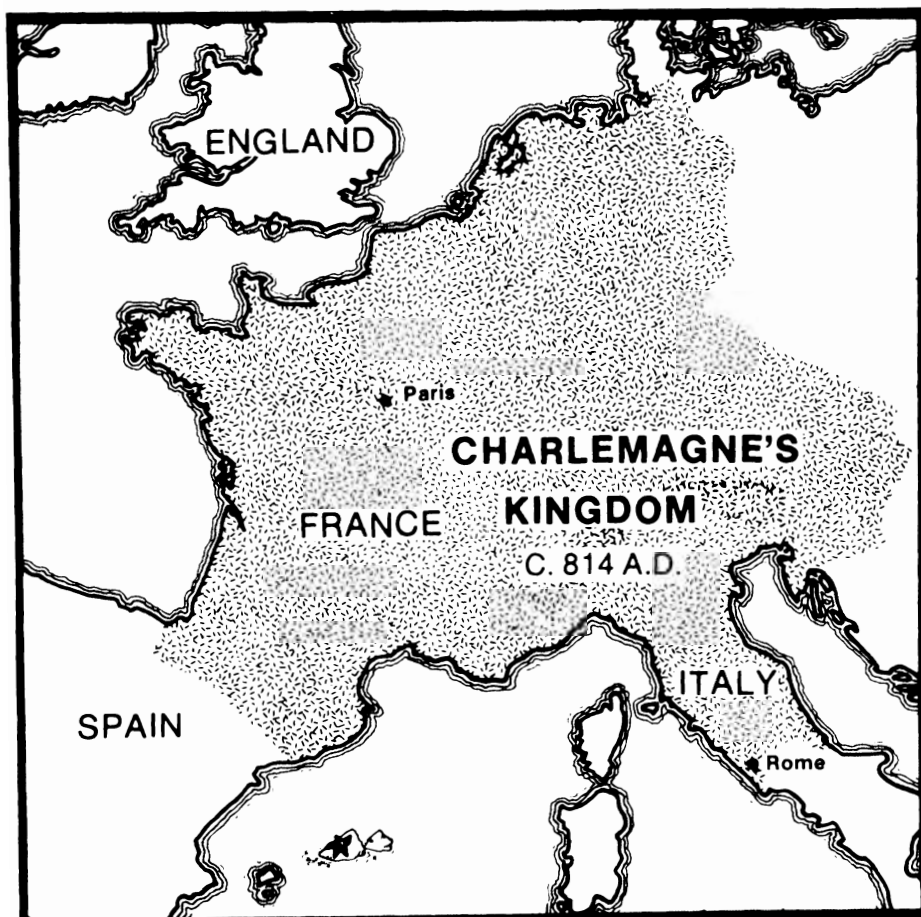 ENGLAND
Paris
CHARLEMAGNE'S
KINGDOM
FRANCE
C. 814 A.D.
ITALY
SPAIN
Rome